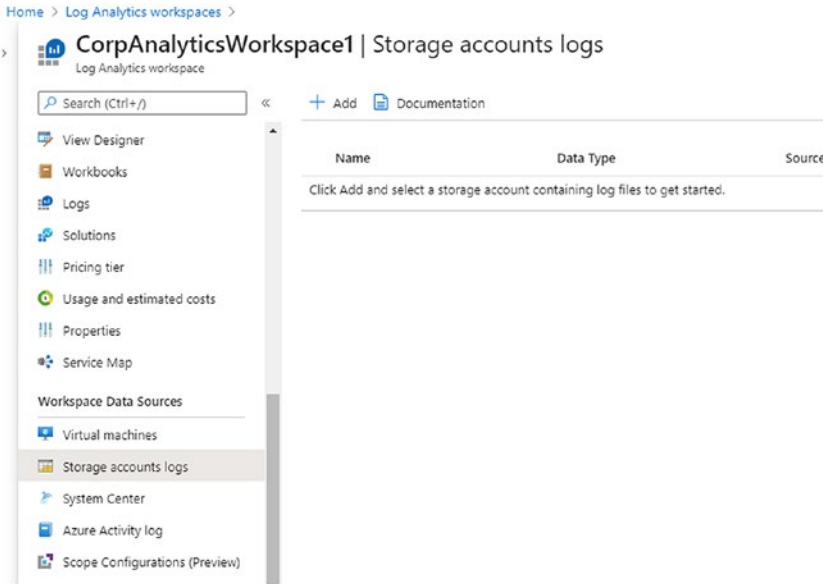 Home > Log Analytics workspaces >
CorpAnalyticsWorkspace1 | Storage accounts logs
Log Analytics workspace
Search (Ctrl+/)
«
+ Add
Documentation
View Designer
Workbooks
Logs
Solutions
Pricing tier
Usage and estimated costs
Properties
Service Map
Workspace Data Sources
Virtual machines
Storage accounts logs
System Center
Azure Activity log
Scope Configurations (Preview)
Name Data Type Source
Click Add and select a storage account containing log files to get started.